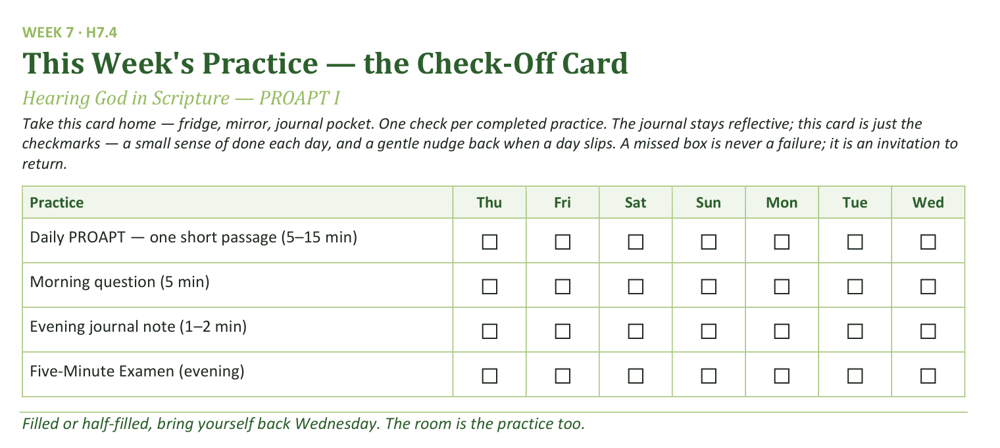 WEEK 7 · H7.4
This Week's Practice — the Check-Off Card
Hearing God in Scripture — PROAPT I
Take this card home — fridge, mirror, journal pocket. One check per completed practice. The journal stays reflective; this card is just the
checkmarks — a small sense of done each day, and a gentle nudge back when a day slips. A missed box is never a failure; it is an invitation to
return.
Practice Thu Fri Sat Sun Mon Tue Wed
Daily PROAPT — one short passage (5–15 min) ☐ ☐ ☐ ☐ ☐ ☐ ☐
Morning question (5 min) ☐ ☐ ☐ ☐ ☐ ☐ ☐
Evening journal note (1–2 min) ☐ ☐ ☐ ☐ ☐ ☐ ☐
Five-Minute Examen (evening) ☐ ☐ ☐ ☐ ☐ ☐ ☐
Filled or half-filled, bring yourself back Wednesday. The room is the practice too.